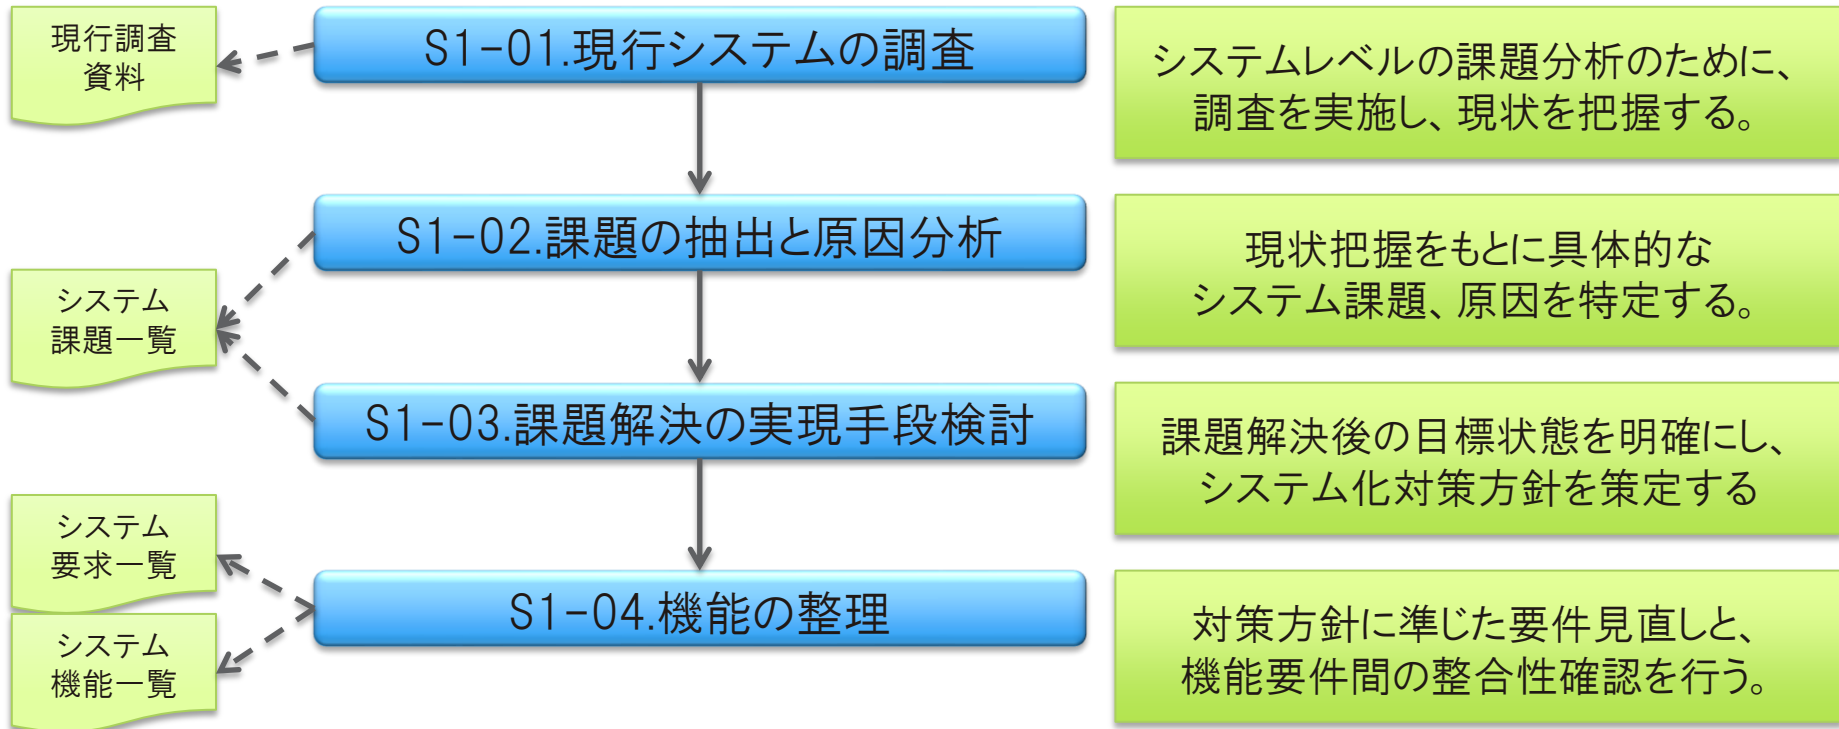 現行調査
資料
S1-01.現行システムの調査
システムレベルの課題分析のために、
調査を実施し、現状を把握する。
S1-02.課題の抽出と原因分析
現状把握をもとに具体的な
システム課題、原因を特定する。
システム
課題一覧
S1-03.課題解決の実現手段検討
課題解決後の目標状態を明確にし、
システム化対策方針を策定する
システム
要求一覧
S1-04.機能の整理
対策方針に準じた要件見直しと、
機能要件間の整合性確認を行う。
システム
機能一覧